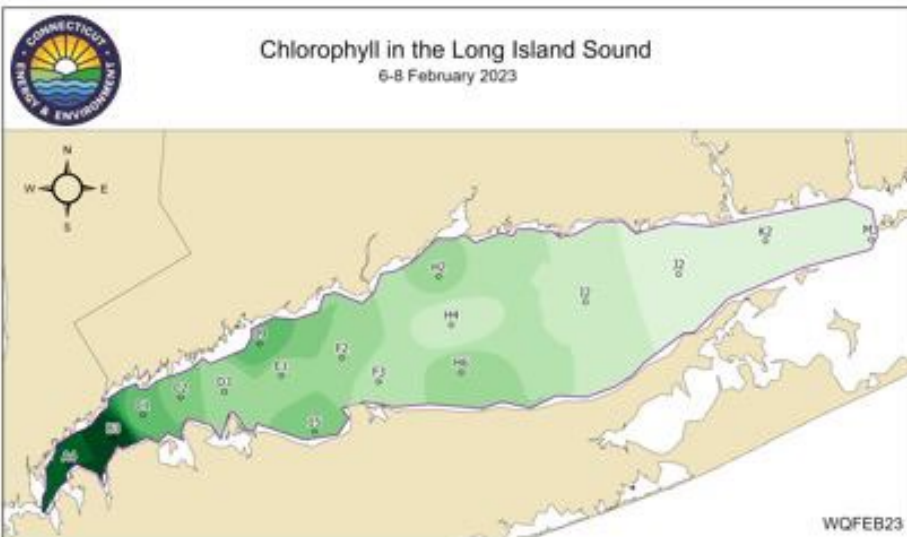 CONNECTICUT
ENERGY & ENVIRONMENT
Chlorophyll in the Long Island Sound
6-8 February 2023
N
W
E
S
K2
M3
H2
J2
I2
H4
F2
E1
H6
D3
F3
C2
C1
B3
A4
WQFEB23